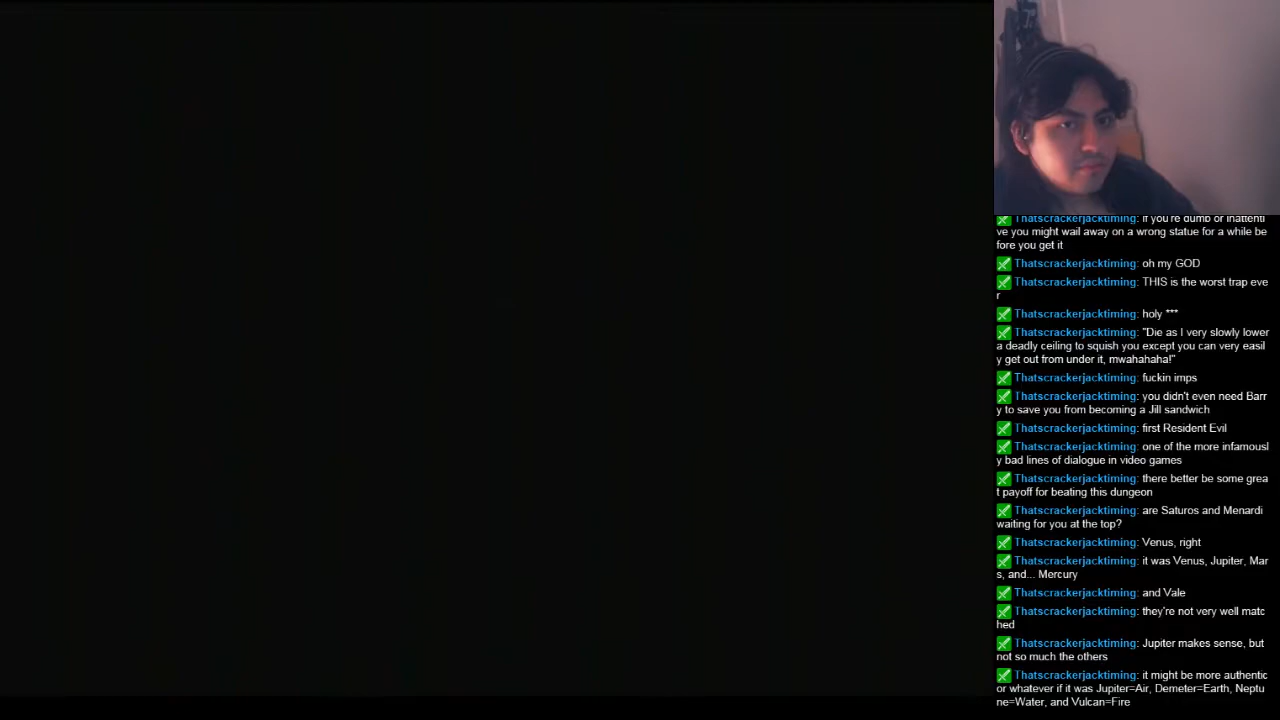 Thatscrackerjacktiming: if you're dumb or inattenti
ve you might wail away on a wrong statue for a while be
fore you get it
Thatscrackerjacktiming: oh my GOD
Thatscrackerjacktiming: THIS is the worst trap eve
r
Thatscrackerjacktiming: holy ***
Thatscrackerjacktiming: "Die as I very slowly lower
a deadly ceiling to squish you except you can very easil
y get out from under it, mwahahaha!"
Thatscrackerjacktiming: fuckin imps
Thatscrackerjacktiming: you didn't even need Barr
y to save you from becoming a Jill sandwich
Thatscrackerjacktiming: first Resident Evil
Thatscrackerjacktiming: one of the more infamousl
y bad lines of dialogue in video games
Thatscrackerjacktiming: there better be some grea
t payoff for beating this dungeon
Thatscrackerjacktiming: are Saturos and Menardi
waiting for you at the top?
Thatscrackerjacktiming: Venus, right
Thatscrackerjacktiming: it was Venus, Jupiter, Mar
s, and... Mercury
Thatscrackerjacktiming: and Vale
Thatscrackerjacktiming: they're not very well matc
hed
Thatscrackerjacktiming: Jupiter makes sense, but
not so much the others
Thatscrackerjacktiming: it might be more authentic
or whatever if it was Jupiter=Air, Demeter=Earth, Neptu
ne=Water, and Vulcan=Fire